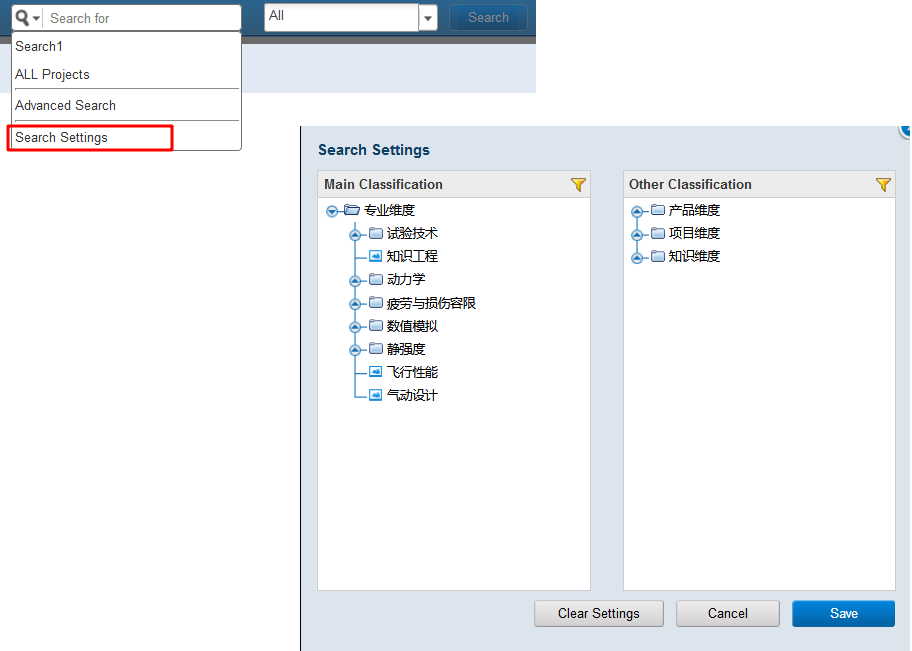 Search for
All
Search
Search1
ALL Projects
Advanced Search
Search Settings
Search Settings
Main Classification
专业维度
试验技术
知识工程
动力学
疲劳与损伤容限
数值模拟
静强度
飞行性能
气动设计
Other Classification
产品维度
项目维度
知识维度
Clear Settings
Cancel
Save